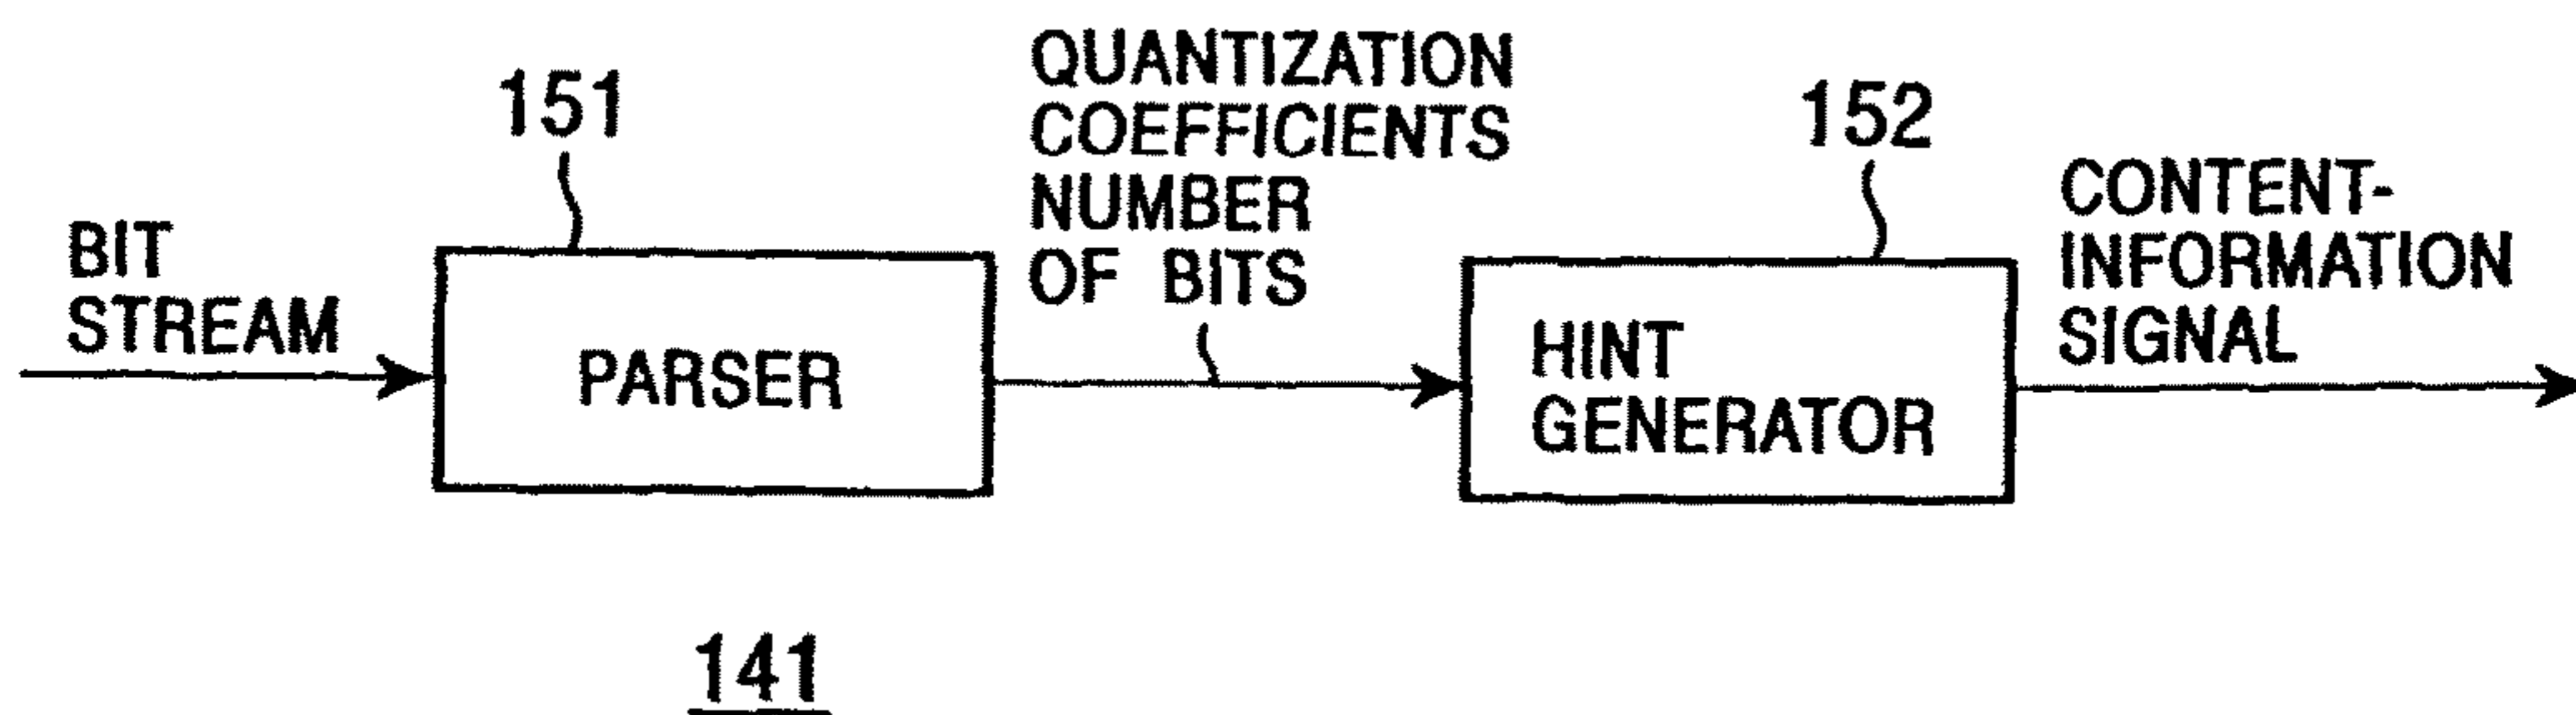 151
QUANTIZATION
COEFFICIENTS
NUMBER
OF BITS
152
CONTENT-
INFORMATION
SIGNAL
BIT
STREAM
PARSER
HINT
GENERATOR
141